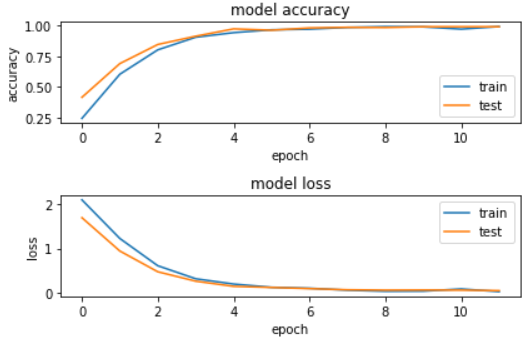 model accuracy
1.00
0.75
0.50
0.25
accuracy
train
test
0 2 4 6 8 10
epoch
model loss
2
1
0
loss
train
test
0 2 4 6 8 10
epoch